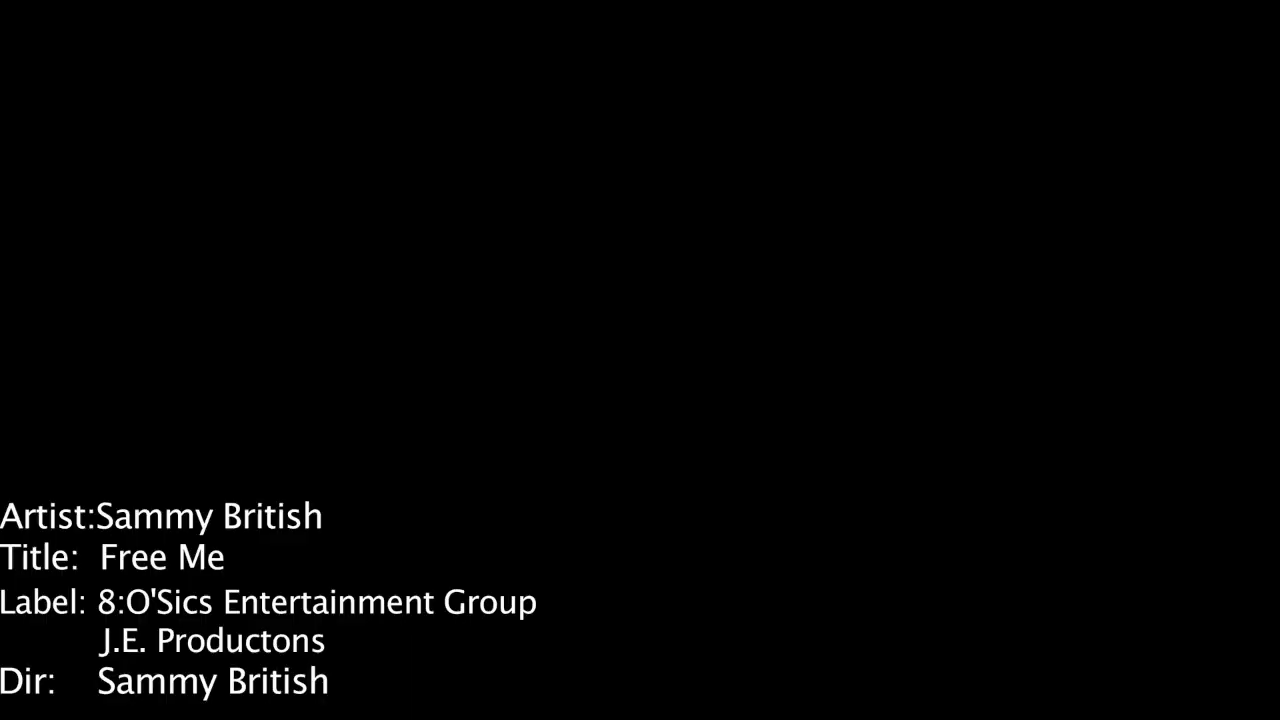 Artist:Sammy British
Title: Free Me
Label: 8:O'Sics Entertainment Group
J.E. Productons
Dir: Sammy British